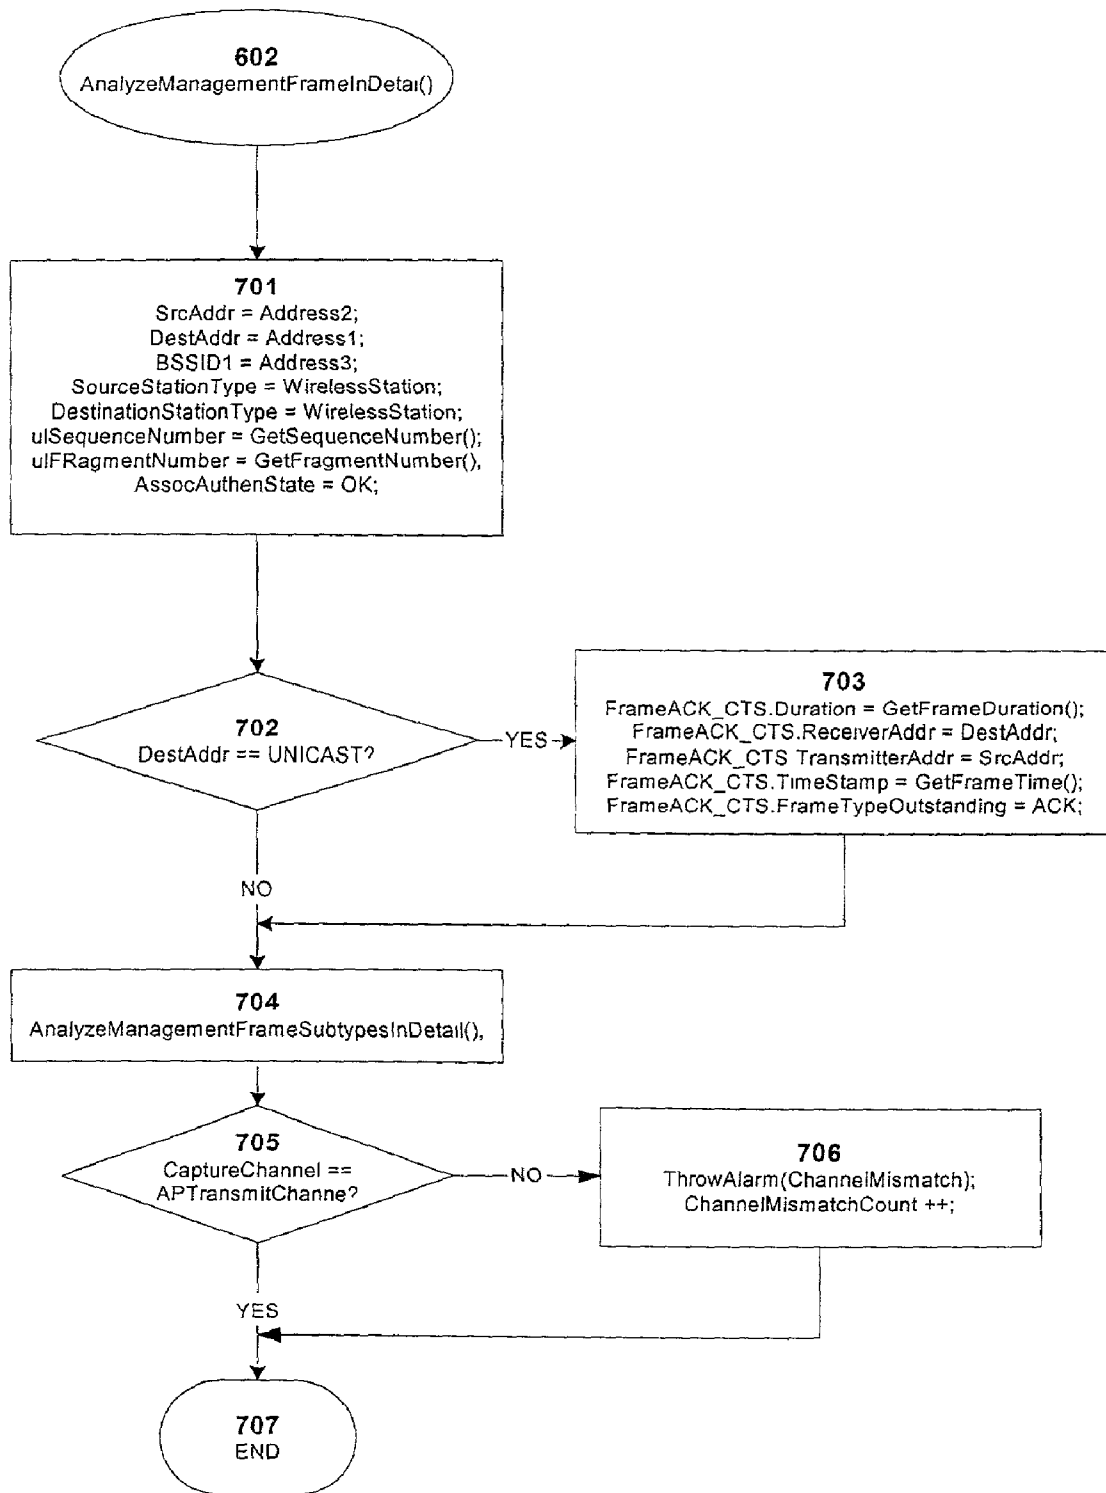 602
AnalyzeManagementFrameInDetail()
701
SrcAddr = Address2;
DestAddr = Address1;
BSSID1 = Address3;
SourceStationType = WirelessStation;
DestinationStationType = WirelessStation;
ulSequenceNumber = GetSequenceNumber();
ulFRagmentNumber = GetFragmentNumber(),
AssocAuthenState = OK;
702
DestAddr == UNICAST?
YES
703
FrameACK_CTS.Duration = GetFrameDuration();
FrameACK_CTS.ReceiverAddr = DestAddr;
FrameACK_CTS TransmitterAddr = SrcAddr;
FrameACK_CTS.TimeStamp = GetFrameTime();
FrameACK_CTS.FrameTypeOutstanding = ACK;
NO
704
AnalyzeManagementFrameSubtypesInDetail(),
705
CaptureChannel ==
APTransmitChanne?
NO
706
ThrowAlarm(ChannelMismatch);
ChannelMismatchCount ++;
YES
707
END